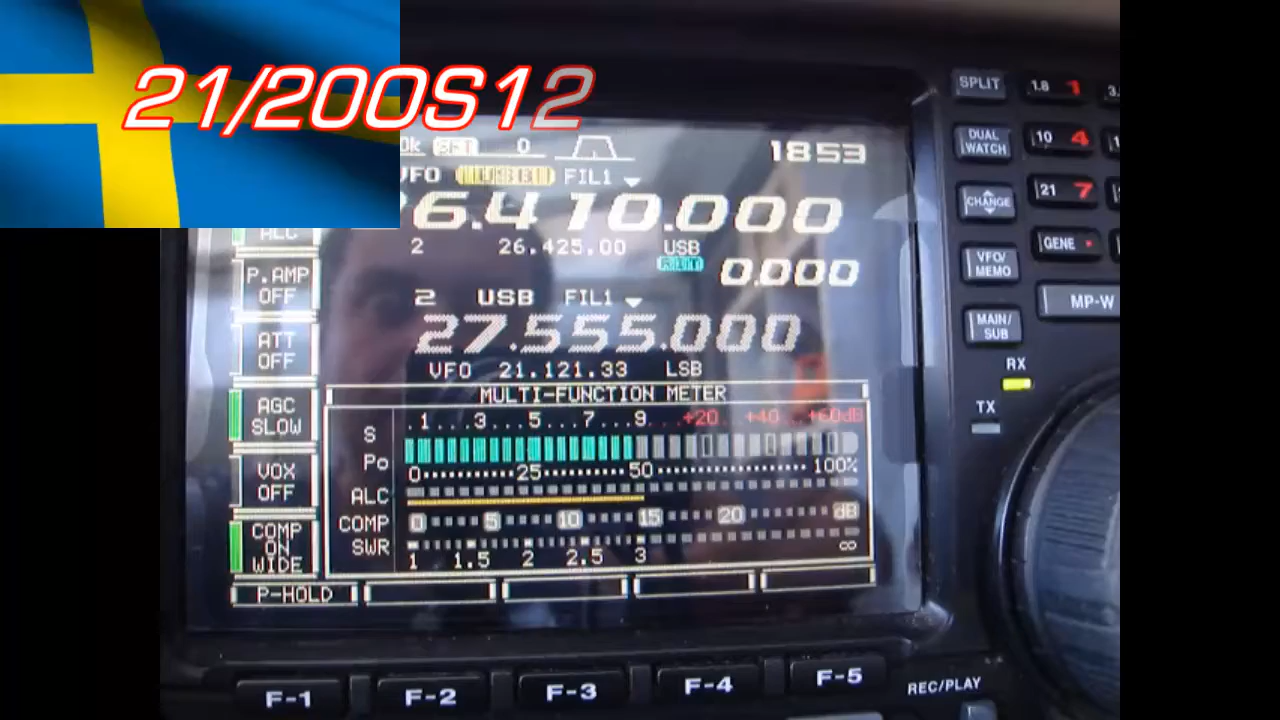 21/200S12
SPLIT
1.8 1
0 1853
DUAL WATCH
10 4
VFO USB FIL1
6.410.000
CHANGE
21 7
2 26.425.00 USB
GENE
P.AMP OFF
0.000
VFO/MEMO
2 USB FIL1
MP-W
ATT OFF
27.555.000
MAIN/SUB
VFO 21.121.33 LSB
RX
MULTI-FUNCTION METER
TX
AGC SLOW
S 1 3 5 7 9 +20 +40 +60dB
Po 0 25 50 100%
VOX OFF
ALC
COMP 0 5 10 15 20 dB
COMP ON WIDE
SWR 1 1.5 2 2.5 3 ∞
P-HOLD
F-1 F-2 F-3 F-4 F-5 REC/PLAY